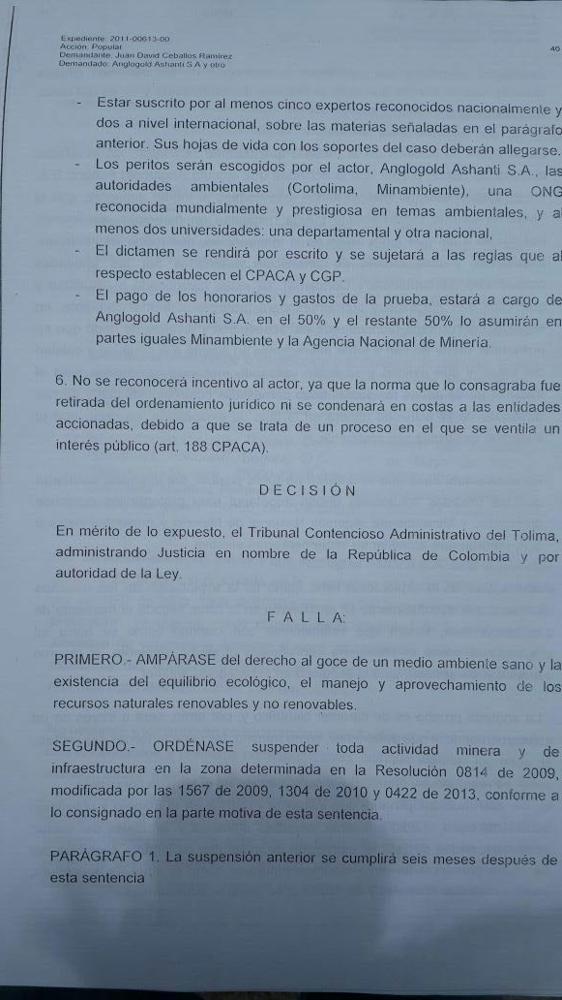 Expediente: 2011-00613-00
Acción: Popular
Demandante: Juan David Ceballos Ramírez
Demandado: Anglogold Ashanti S.A y otro
40
- Estar suscrito por al menos cinco expertos reconocidos nacionalmente y
dos a nivel internacional, sobre las materias señaladas en el parágrafo
anterior. Sus hojas de vida con los soportes del caso deberán allegarse.
- Los peritos serán escogidos por el actor, Anglogold Ashanti S.A., las
autoridades ambientales (Cortolima, Minambiente), una ONG
reconocida mundialmente y prestigiosa en temas ambientales, y a
menos dos universidades: una departamental y otra nacional,
- El dictamen se rendirá por escrito y se sujetará a las reglas que al
respecto establecen el CPACA y CGP.
- El pago de los honorarios y gastos de la prueba, estará a cargo de
Anglogold Ashanti S.A. en el 50% y el restante 50% lo asumirán en
partes iguales Minambiente y la Agencia Nacional de Minería.
6. No se reconocerá incentivo al actor, ya que la norma que lo consagraba fue
retirada del ordenamiento jurídico ni se condenará en costas a las entidades
accionadas, debido a que se trata de un proceso en el que se ventila un
interés público (art. 188 CPACA).
D E C I S I Ó N
En mérito de lo expuesto, el Tribunal Contencioso Administrativo del Tolima,
administrando Justicia en nombre de la República de Colombia y por
autoridad de la Ley.
F A L L A:
PRIMERO.- AMPÁRASE del derecho al goce de un medio ambiente sano y la
existencia del equilibrio ecológico, el manejo y aprovechamiento de los
recursos naturales renovables y no renovables.
SEGUNDO.- ORDÉNASE suspender toda actividad minera y de
infraestructura en la zona determinada en la Resolución 0814 de 2009,
modificada por las 1567 de 2009, 1304 de 2010 y 0422 de 2013, conforme a
lo consignado en la parte motiva de esta sentencia.
PARÁGRAFO 1. La suspensión anterior se cumplirá seis meses después de
esta sentencia